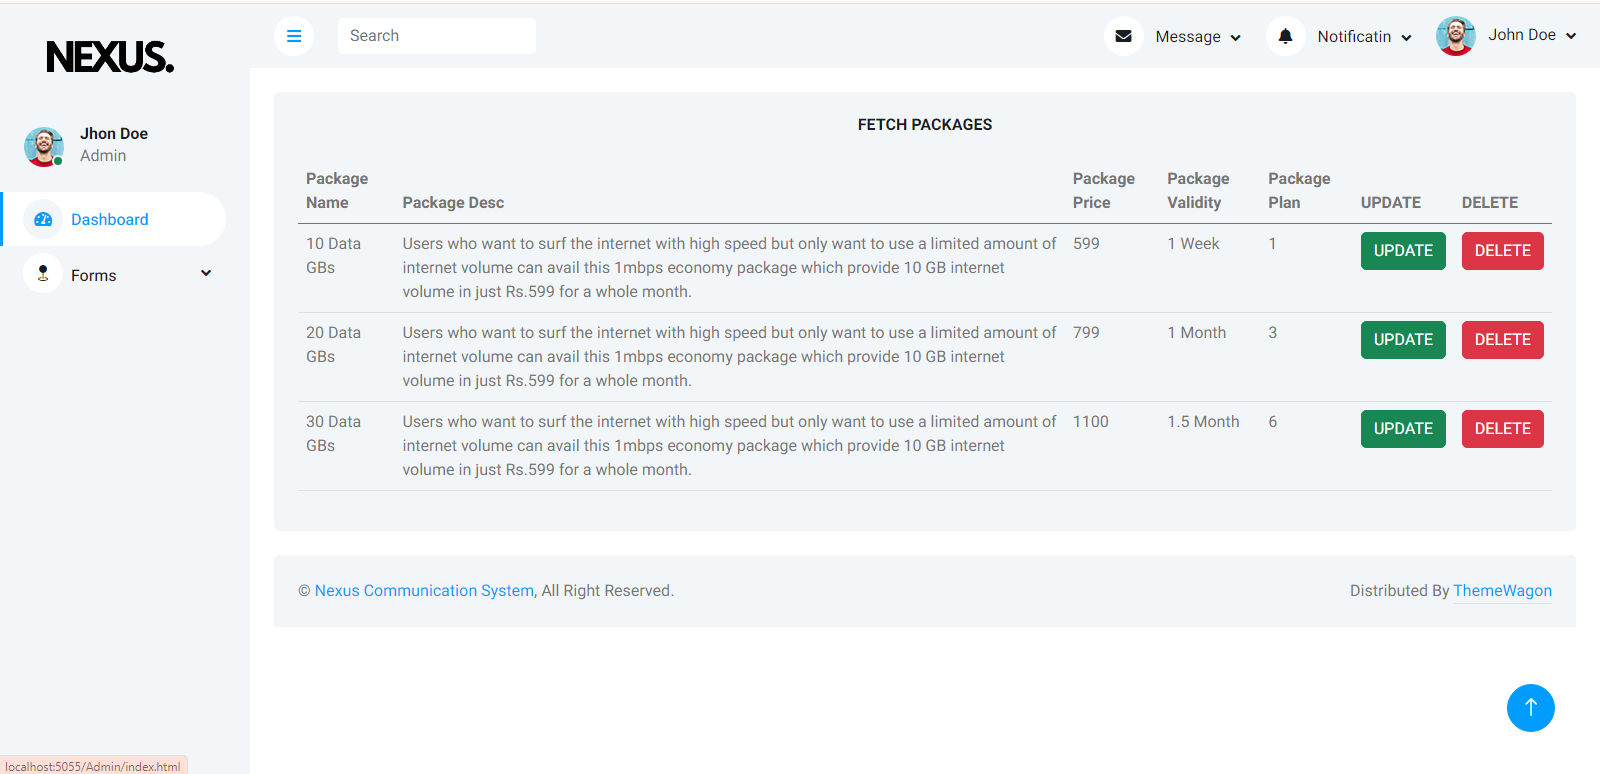 NEXUS.
Search
Message
Notificatin
John Doe
Jhon Doe
Admin
Dashboard
Forms
FETCH PACKAGES
Package Name
Package Desc
Package Price
Package Validity
Package Plan
UPDATE
DELETE
10 Data GBs
Users who want to surf the internet with high speed but only want to use a limited amount of
internet volume can avail this 1mbps economy package which provide 10 GB internet
volume in just Rs.599 for a whole month.
599
1 Week
1
UPDATE
DELETE
20 Data GBs
Users who want to surf the internet with high speed but only want to use a limited amount of
internet volume can avail this 1mbps economy package which provide 10 GB internet
volume in just Rs.599 for a whole month.
799
1 Month
3
UPDATE
DELETE
30 Data GBs
Users who want to surf the internet with high speed but only want to use a limited amount of
internet volume can avail this 1mbps economy package which provide 10 GB internet
volume in just Rs.599 for a whole month.
1100
1.5 Month
6
UPDATE
DELETE
© Nexus Communication System, All Right Reserved.
Distributed By ThemeWagon
localhost:5055/Admin/index.html